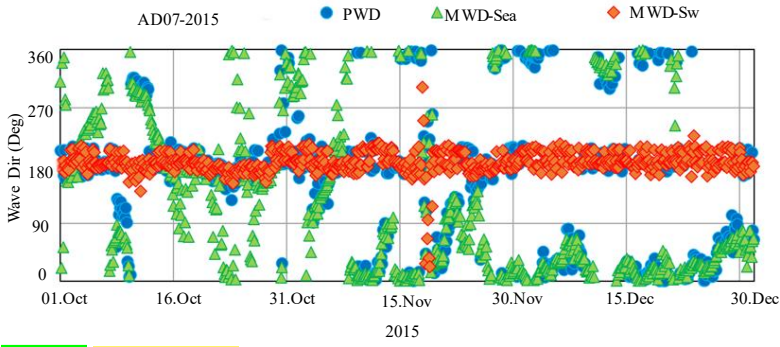 AD07-2015 PWD MWD-Sea MWD-Sw
360
270
180
90
0
Wave Dir (Deg)
01.Oct 16.Oct 31.Oct 15.Nov 30.Nov 15.Dec 30.Dec
2015